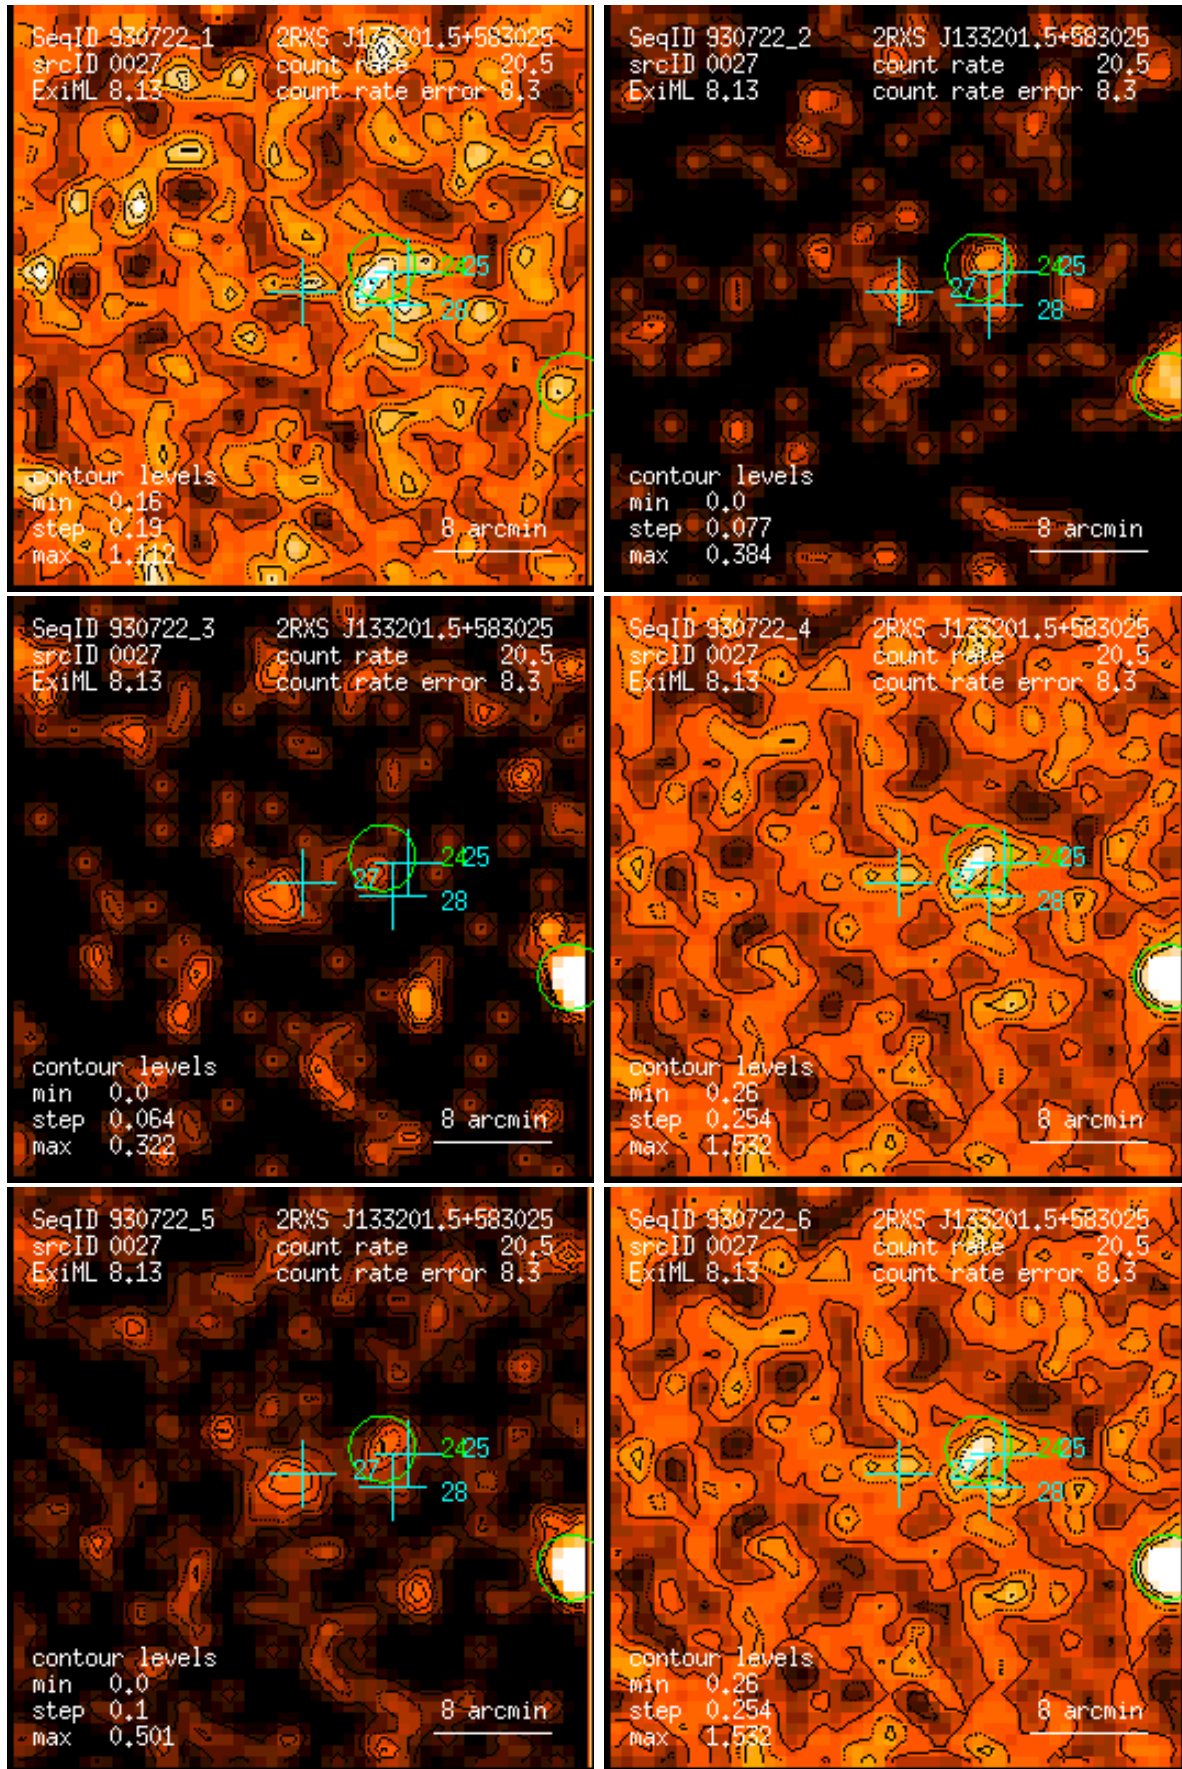 SeqID 930722_1 2RXS J133201.5+583025
srcID 0027 count rate 20.5
ExiML 8.13 count rate error 8.3
2425
27
28
contour levels
min 0.16
step 0.19 8 arcmin
max 1.112
SeqID 930722_2 2RXS J133201.5+583025
srcID 0027 count rate 20.5
ExiML 8.13 count rate error 8.3
2425
27
28
contour levels
min 0.0
step 0.077 8 arcmin
max 0.384
SeqID 930722_3 2RXS J133201.5+583025
srcID 0027 count rate 20.5
ExiML 8.13 count rate error 8.3
2425
27
28
contour levels
min 0.0
step 0.064 8 arcmin
max 0.322
SeqID 930722_4 2RXS J133201.5+583025
srcID 0027 count rate 20.5
ExiML 8.13 count rate error 8.3
2425
27
28
contour levels
min 0.26
step 0.254 8 arcmin
max 1.532
SeqID 930722_5 2RXS J133201.5+583025
srcID 0027 count rate 20.5
ExiML 8.13 count rate error 8.3
2425
27
28
contour levels
min 0.0
step 0.1 8 arcmin
max 0.501
SeqID 930722_6 2RXS J133201.5+583025
srcID 0027 count rate 20.5
ExiML 8.13 count rate error 8.3
2425
27
28
contour levels
min 0.26
step 0.254 8 arcmin
max 1.532